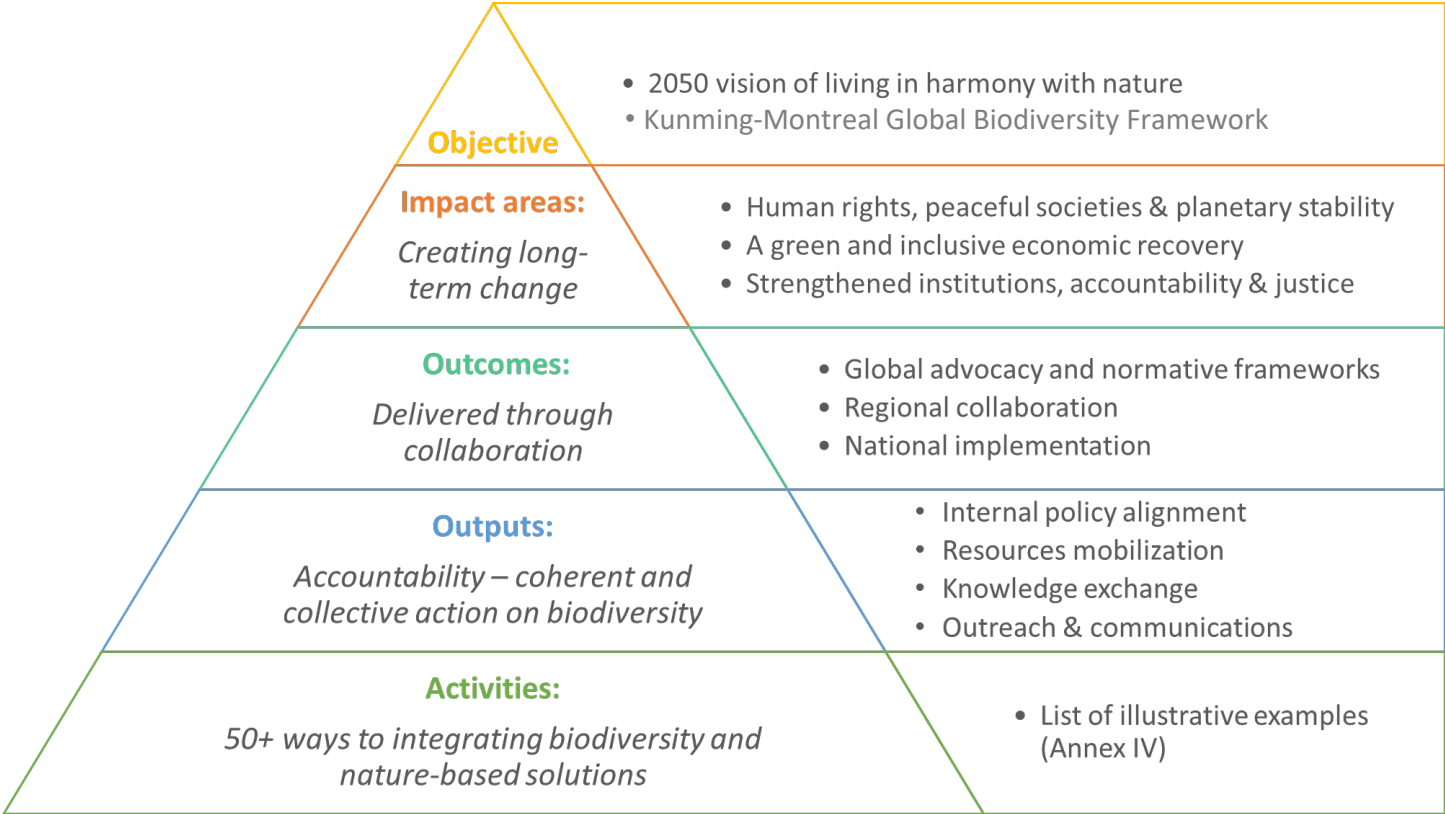 Objective
• 2050 vision of living in harmony with nature
• Kunming-Montreal Global Biodiversity Framework
Impact areas:
Creating long-
term change
• Human rights, peaceful societies & planetary stability
• A green and inclusive economic recovery
• Strengthened institutions, accountability & justice
Outcomes:
Delivered through
collaboration
• Global advocacy and normative frameworks
• Regional collaboration
• National implementation
Outputs:
Accountability – coherent and
collective action on biodiversity
• Internal policy alignment
• Resources mobilization
• Knowledge exchange
• Outreach & communications
Activities:
50+ ways to integrating biodiversity and
nature-based solutions
• List of illustrative examples
(Annex IV)